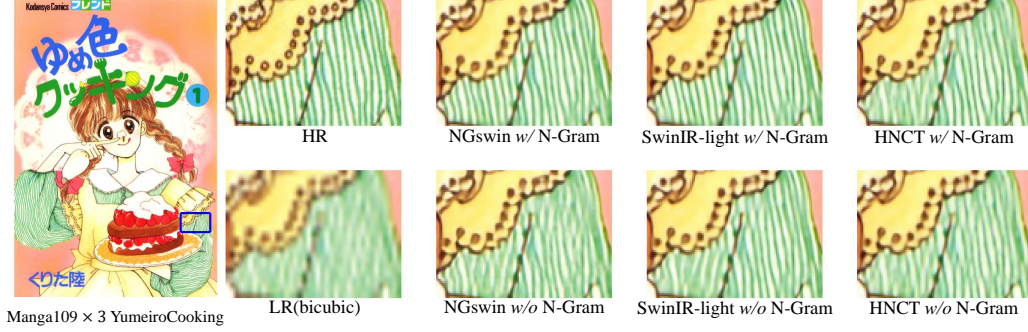 Kodansya Comics フレンド
ゆめ色
クッキング1
くりた陸
Manga109 × 3 YumeiroCooking
HR
NGswin w/ N-Gram
SwinIR-light w/ N-Gram
HNCT w/ N-Gram
LR(bicubic)
NGswin w/o N-Gram
SwinIR-light w/o N-Gram
HNCT w/o N-Gram